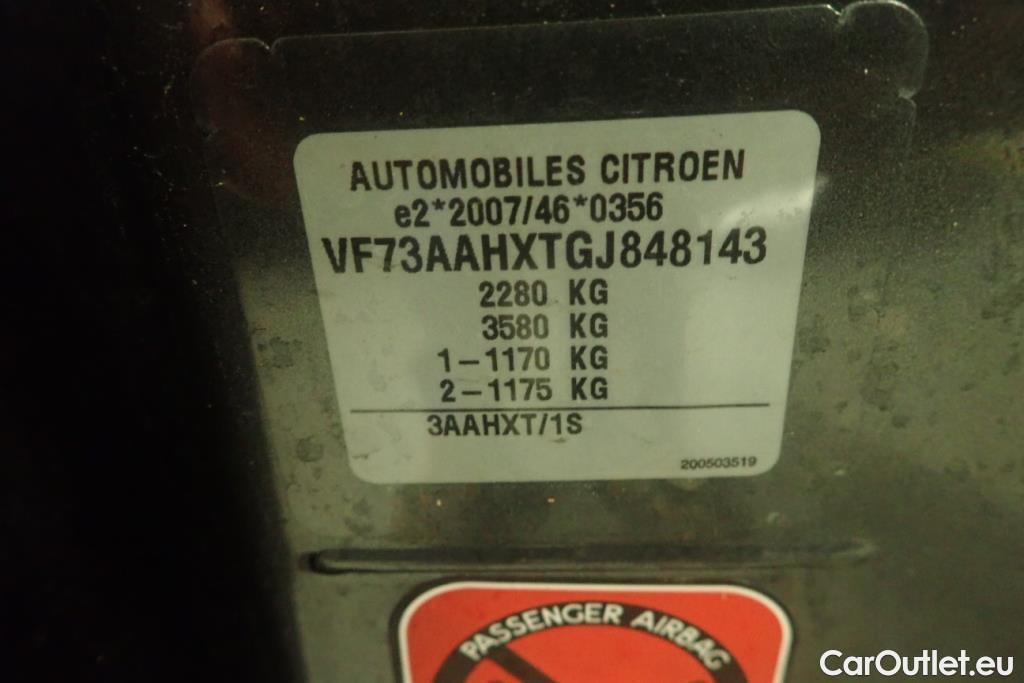 AUTOMOBILES CITROEN
e2*2007/46*0356
VF73AAHXTGJ848143
2280 KG
3580 KG
1-1170 KG
2-1175 KG
3AAHXT/1S
200503519
PASSENGER AIRBAG
CarOutlet.eu